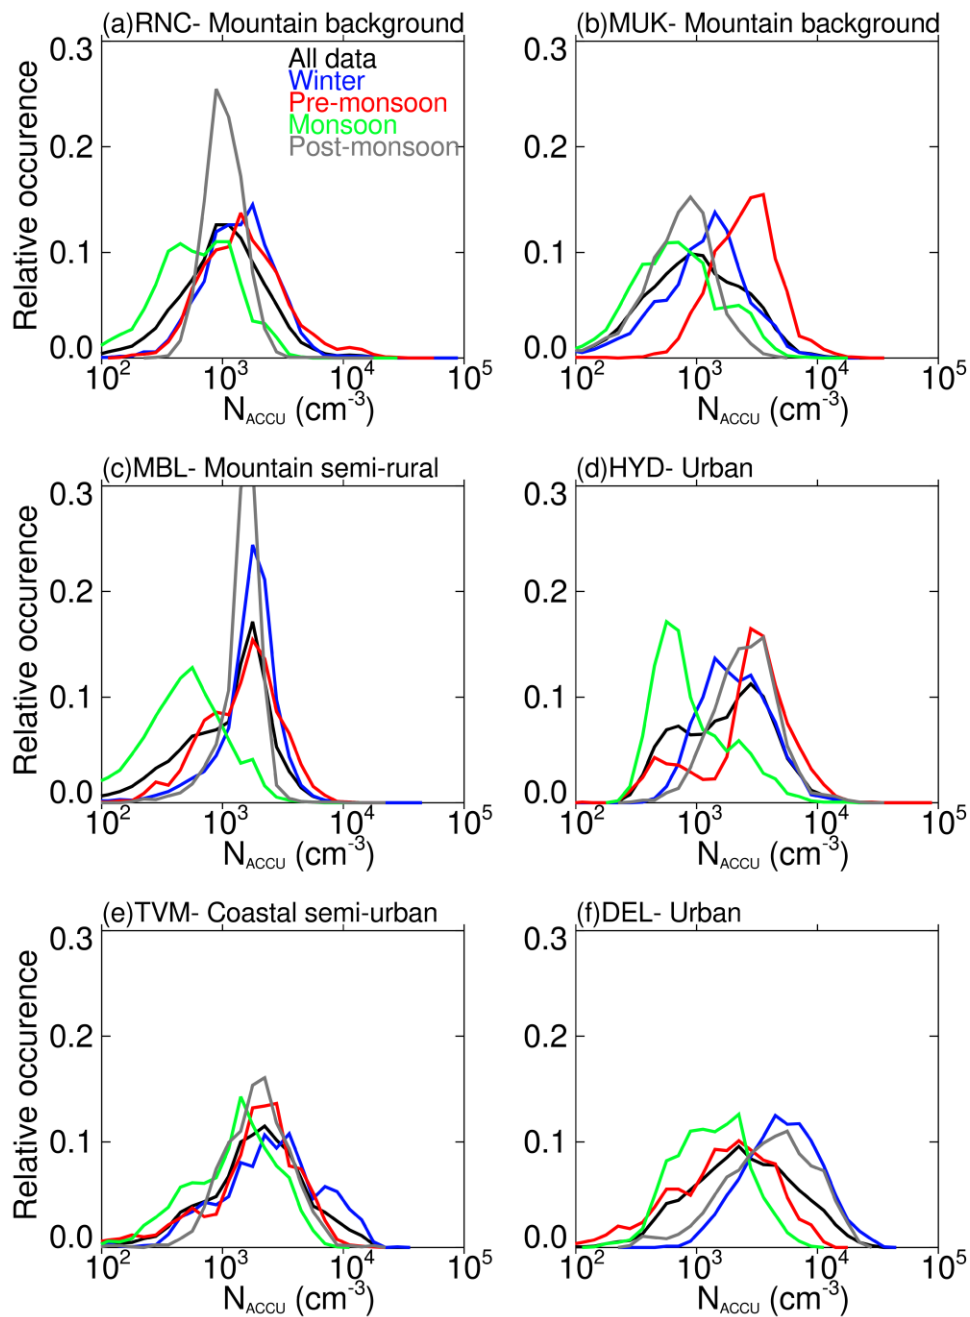 (a)RNC- Mountain background
0.3
0.2
0.1
0.0
Relative occurence
All data
Winter
Pre-monsoon
Monsoon
Post-monsoon
10² 10³ 10⁴ 10⁵
N_ACCU (cm⁻³)
(b)MUK- Mountain background
0.3
0.2
0.1
0.0
10² 10³ 10⁴ 10⁵
N_ACCU (cm⁻³)
(c)MBL- Mountain semi-rural
0.3
0.2
0.1
0.0
Relative occurence
10² 10³ 10⁴ 10⁵
N_ACCU (cm⁻³)
(d)HYD- Urban
0.3
0.2
0.1
0.0
10² 10³ 10⁴ 10⁵
N_ACCU (cm⁻³)
(e)TVM- Coastal semi-urban
0.3
0.2
0.1
0.0
Relative occurence
10² 10³ 10⁴ 10⁵
N_ACCU (cm⁻³)
(f)DEL- Urban
0.3
0.2
0.1
0.0
10² 10³ 10⁴ 10⁵
N_ACCU (cm⁻³)